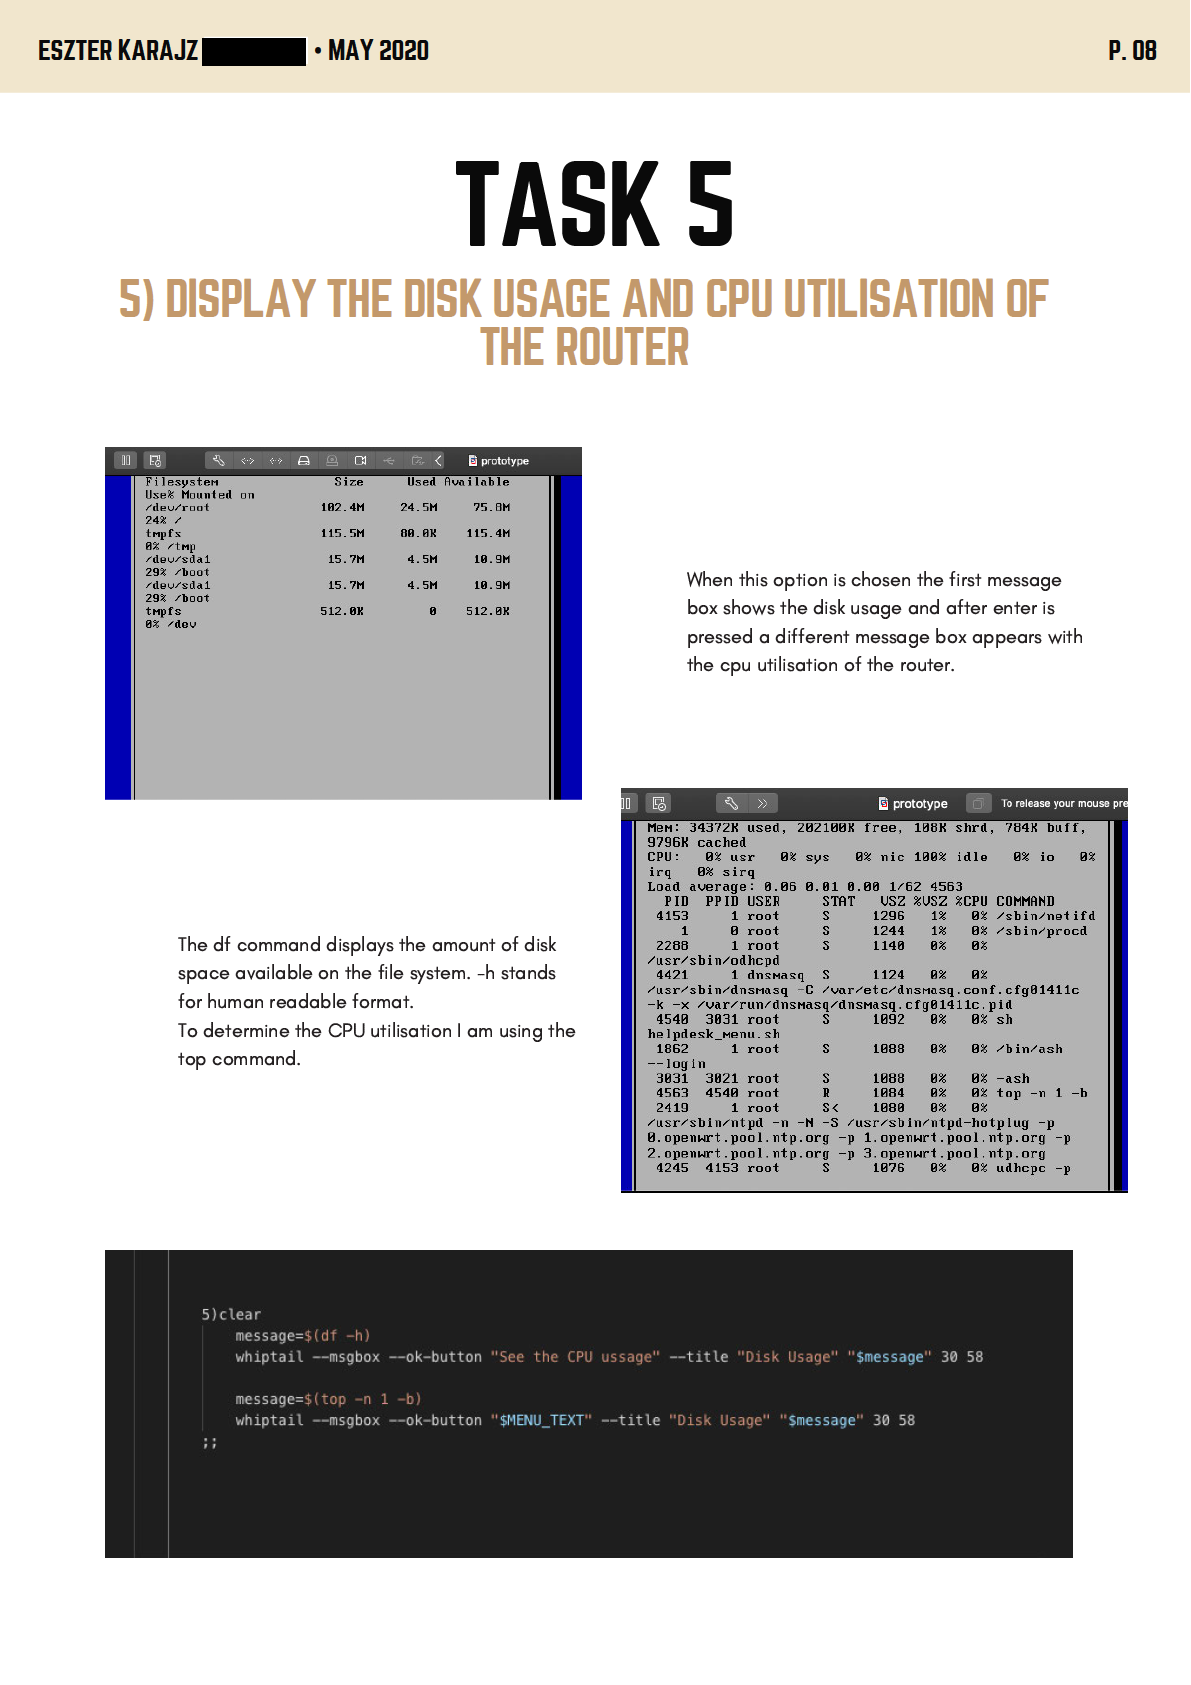 ESZTER KARAJZ • MAY 2020
P. 08
TASK 5
5) DISPLAY THE DISK USAGE AND CPU UTILISATION OF
THE ROUTER
prototype
Filesystem Size Used Available
Use% Mounted on
/dev/root 102.4M 24.5M 75.8M
24% /
tmpfs 115.5M 80.0K 115.4M
0% /tmp
/dev/sda1 15.7M 4.5M 10.9M
29% /boot
/dev/sda1 15.7M 4.5M 10.9M
29% /boot
tmpfs 512.0K 0 512.0K
0% /dev
When this option is chosen the first message
box shows the disk usage and after enter is
pressed a different message box appears with
the cpu utilisation of the router.
prototype To release your mouse pre
Mem: 34372K used, 202100K free, 108K shrd, 784K buff,
9796K cached
CPU: 0% usr 0% sys 0% nic 100% idle 0% io 0%
irq 0% sirq
Load average: 0.06 0.01 0.00 1/62 4563
PID PPID USER STAT VSZ %VSZ %CPU COMMAND
4153 1 root S 1296 1% 0% /sbin/netifd
1 0 root S 1244 1% 0% /sbin/procd
2288 1 root S 1140 0% 0%
/usr/sbin/odhcpd
4421 1 dnsmasq S 1124 0% 0%
/usr/sbin/dnsmasq -C /var/etc/dnsmasq.conf.cfg01411c
-k -x /var/run/dnsmasq/dnsmasq.cfg01411c.pid
4540 3031 root S 1092 0% 0% sh
helpdesk_menu.sh
1862 1 root S 1088 0% 0% /bin/ash
--login
3031 3021 root S 1088 0% 0% -ash
4563 4540 root R 1084 0% 0% top -n 1 -b
2419 1 root S< 1080 0% 0%
/usr/sbin/ntpd -n -N -S /usr/sbin/ntpd-hotplug -p
0.openwrt.pool.ntp.org -p 1.openwrt.pool.ntp.org -p
2.openwrt.pool.ntp.org -p 3.openwrt.pool.ntp.org
4245 4153 root S 1076 0% 0% udhcpc -p
The df command displays the amount of disk
space available on the file system. -h stands
for human readable format.
To determine the CPU utilisation I am using the
top command.
5)clear
message=$(df -h)
whiptail --msgbox --ok-button "See the CPU ussage" --title "Disk Usage" "$message" 30 58
message=$(top -n 1 -b)
whiptail --msgbox --ok-button "$MENU_TEXT" --title "Disk Usage" "$message" 30 58
;;